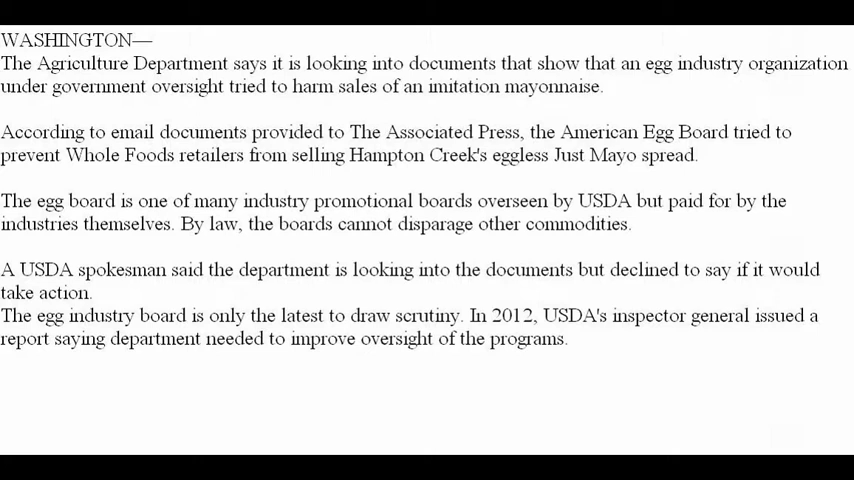 WASHINGTON—
The Agriculture Department says it is looking into documents that show that an egg industry organization
under government oversight tried to harm sales of an imitation mayonnaise.
According to email documents provided to The Associated Press, the American Egg Board tried to
prevent Whole Foods retailers from selling Hampton Creek's eggless Just Mayo spread.
The egg board is one of many industry promotional boards overseen by USDA but paid for by the
industries themselves. By law, the boards cannot disparage other commodities.
A USDA spokesman said the department is looking into the documents but declined to say if it would
take action.
The egg industry board is only the latest to draw scrutiny. In 2012, USDA's inspector general issued a
report saying department needed to improve oversight of the programs.